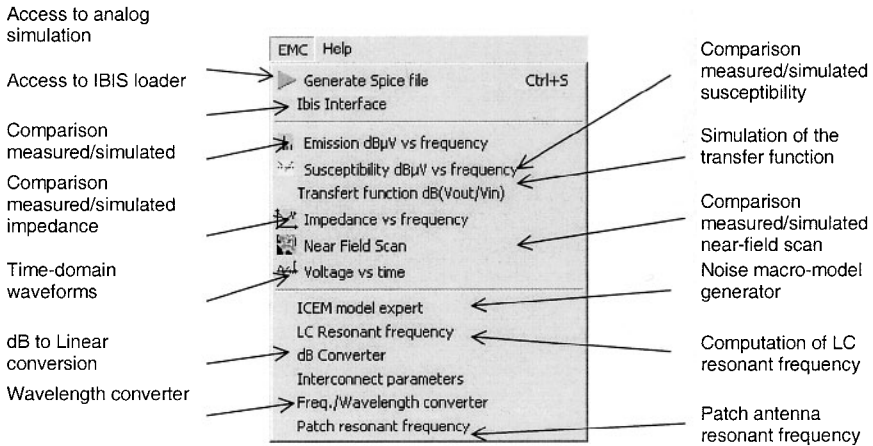 Access to analog
simulation
Access to IBIS loader
Comparison
measured/simulated
Comparison
measured/simulated
impedance
Time-domain
waveforms
dB to Linear
conversion
Wavelength converter
EMC Help
Generate Spice file Ctrl+S
Ibis Interface
Emission dBµV vs frequency
Susceptibility dBµV vs frequency
Transfert function dB(Vout/Vin)
Impedance vs frequency
Near Field Scan
Voltage vs time
ICEM model expert
LC Resonant frequency
dB Converter
Interconnect parameters
Freq./Wavelength converter
Patch resonant frequency
Comparison
measured/simulated
susceptibility
Simulation of the
transfer function
Comparison
measured/simulated
near-field scan
Noise macro-model
generator
Computation of LC
resonant frequency
Patch antenna
resonant frequency